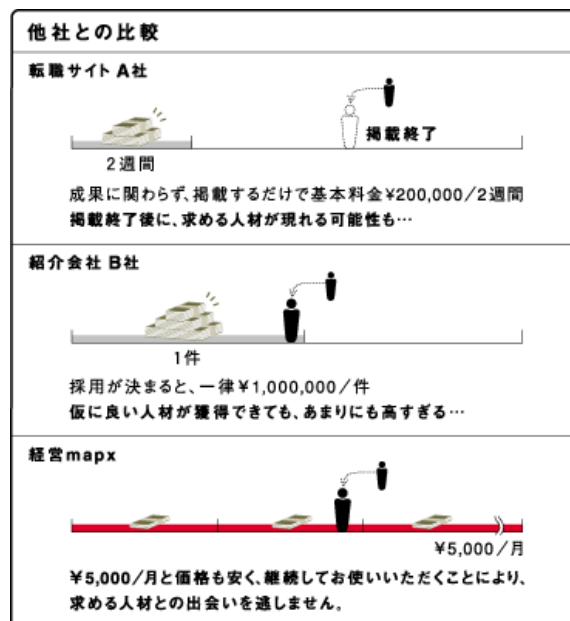 他社との比較
転職サイト A社
掲載終了
2週間
成果に関わらず、掲載するだけで基本料金¥200,000／2週間
掲載終了後に、求める人材が現れる可能性も…
紹介会社 B社
1件
採用が決まると、一律¥1,000,000／件
仮に良い人材が獲得できても、あまりにも高すぎる…
経営mapx
¥5,000／月
¥5,000／月と価格も安く、継続してお使いいただくことにより、
求める人材との出会いを逃しません。